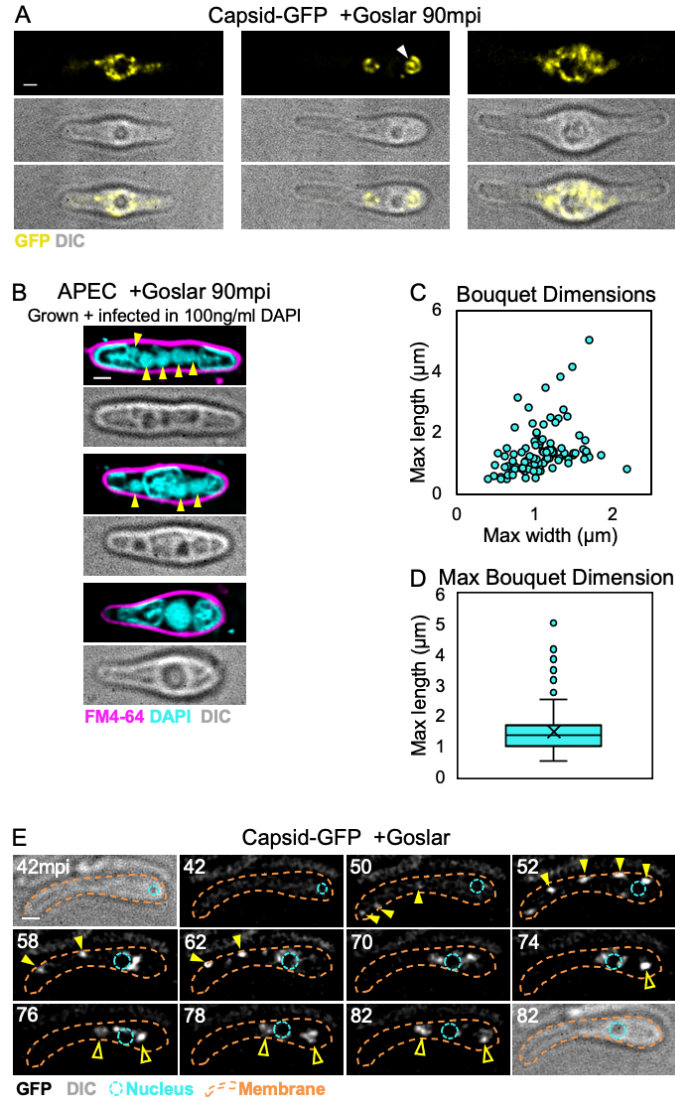 A
Capsid-GFP +Goslar 90mpi
GFP DIC
B
APEC +Goslar 90mpi
Grown + infected in 100ng/ml DAPI
FM4-64 DAPI DIC
C
Bouquet Dimensions
Max length (µm)
6
4
2
0
0 1 2
Max width (µm)
D
Max Bouquet Dimension
Max length (µm)
6
5
4
3
2
1
0
E
Capsid-GFP +Goslar
42mpi 42 50 52
58 62 70 74
76 78 82 82
GFP DIC Nucleus Membrane